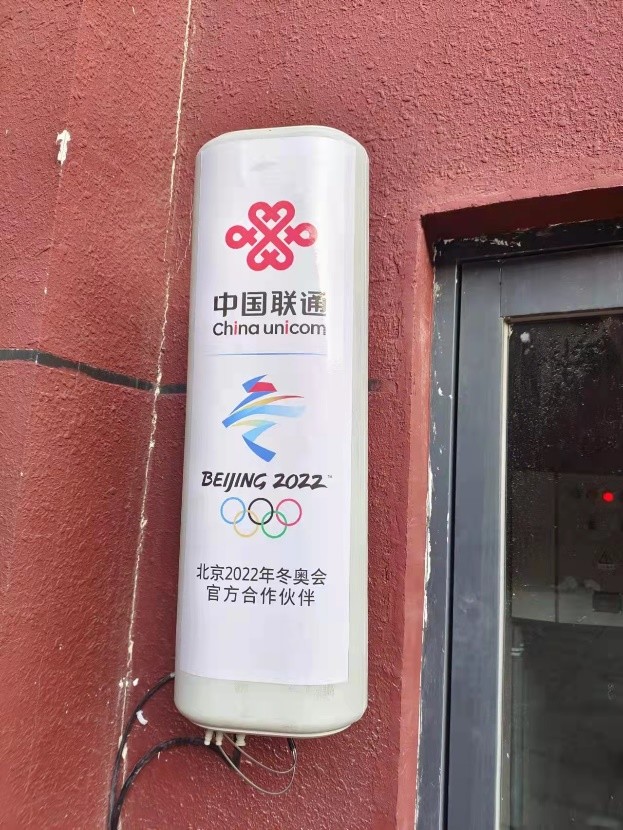 中国联通
China unicom
BEIJING 2022™
北京2022年冬奥会
官方合作伙伴